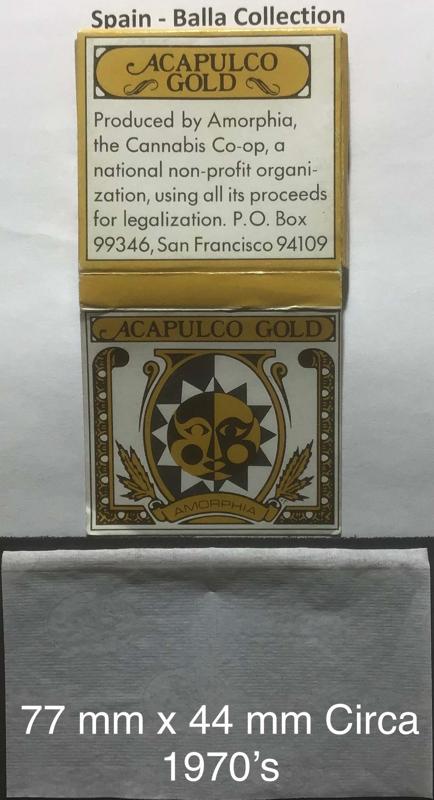 Spain - Balla Collection
ACAPULCO
GOLD
Produced by Amorphia,
the Cannabis Co-op, a
national non-profit organi-
zation, using all its proceeds
for legalization. P.O. Box
99346, San Francisco 94109
ACAPULCO GOLD
AMORPHIA
77 mm x 44 mm Circa
1970's